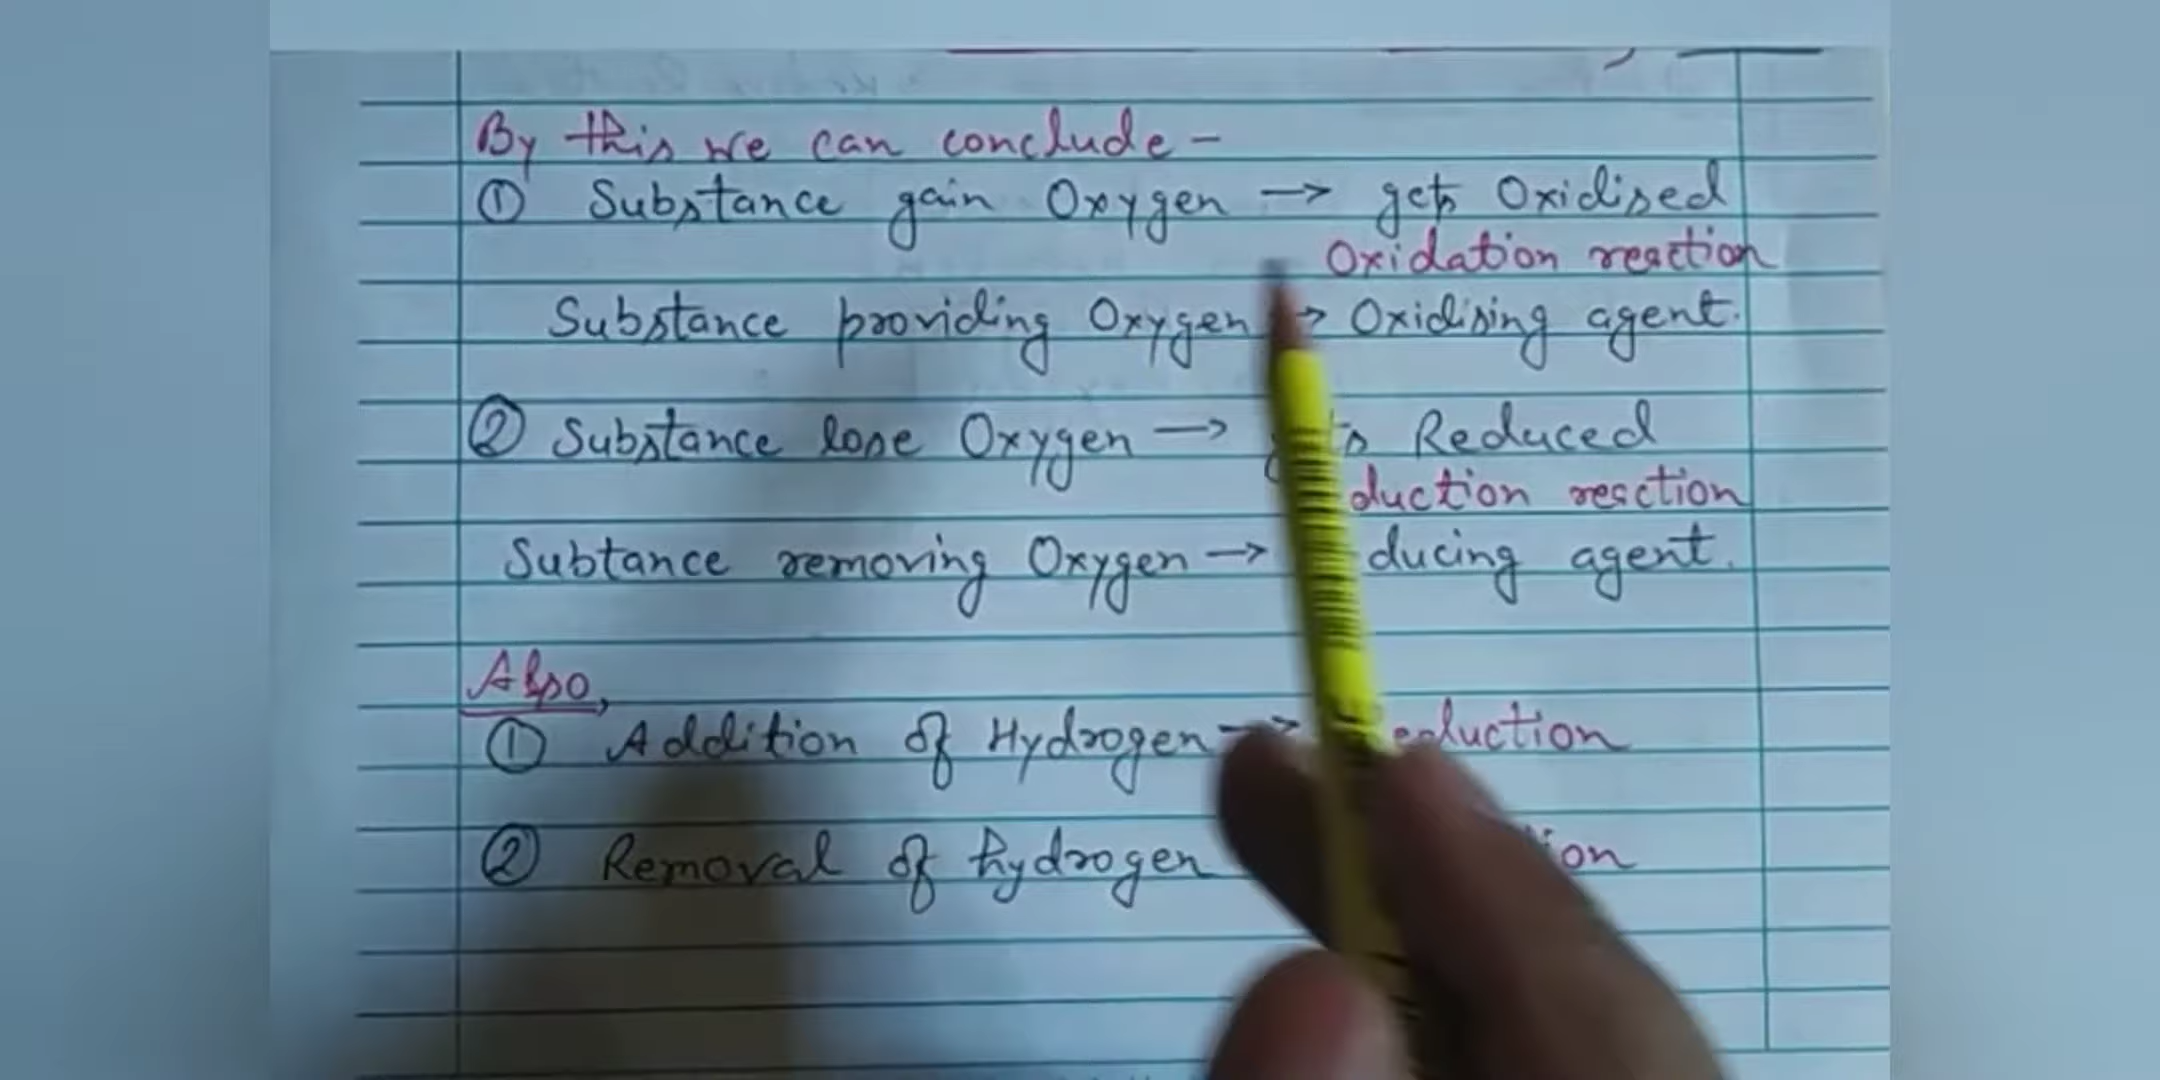 By this we can conclude -
① Substance gain Oxygen → gets Oxidised
Oxidation reaction
Substance providing Oxygen → Oxidising agent.
② Substance lose Oxygen → Reduced
duction reaction
Subtance removing Oxygen → ducing agent.
Also,
① Addition of Hydrogen → eduction
② Removal of hydrogen ion